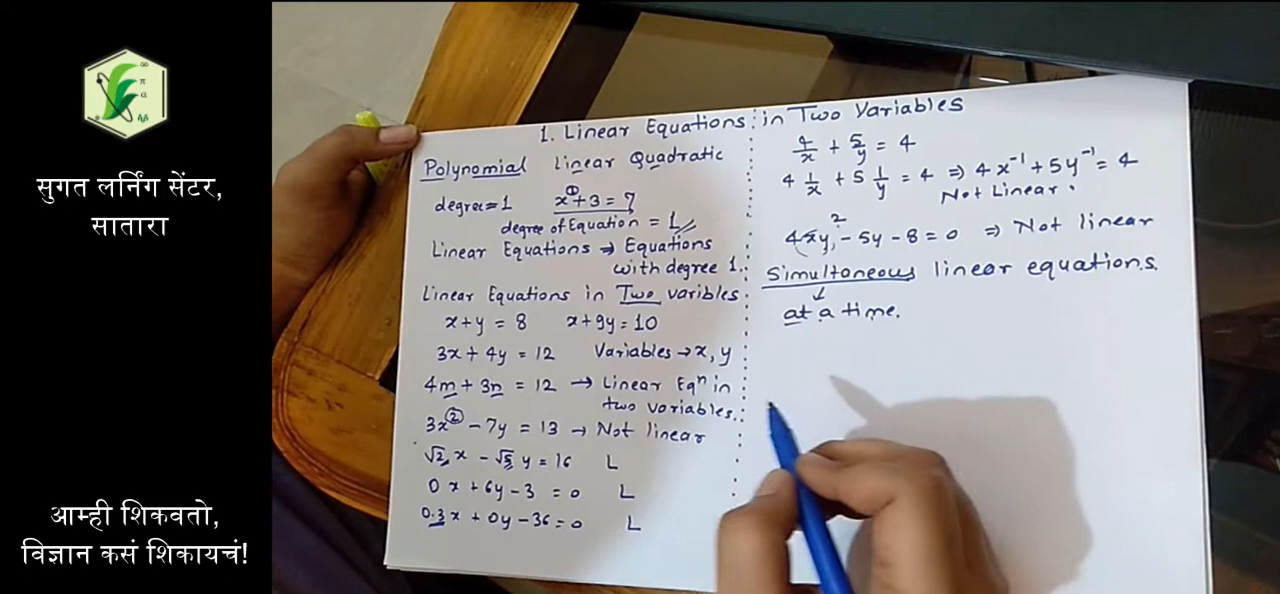 सुगत लर्निंग सेंटर,
सातारा
आम्ही शिकवतो,
विज्ञान कसं शिकायचं!
1. Linear Equations in Two Variables
Polynomial linear Quadratic
degree=1 x¹+3=7
degree of Equation = 1
Linear Equations ⇒ Equations
with degree 1.
Linear Equations in Two varibles
x+y = 8 x+9y=10
3x + 4y = 12 Variables → x, y
4m + 3n = 12 → Linear Eqⁿ in
two variables.
3x² - 7y = 13 → Not linear
√2 x - √5 y = 16 L
0x + 6y - 3 = 0 L
0.3x + 0y - 36 = 0 L
4/x + 5/y = 4
4 1/x + 5 1/y = 4 ⇒ 4x⁻¹ + 5y⁻¹ = 4
Not Linear.
2
4xy - 5y - 8 = 0 ⇒ Not linear
Simultaneous linear equations.
↓
at a time.